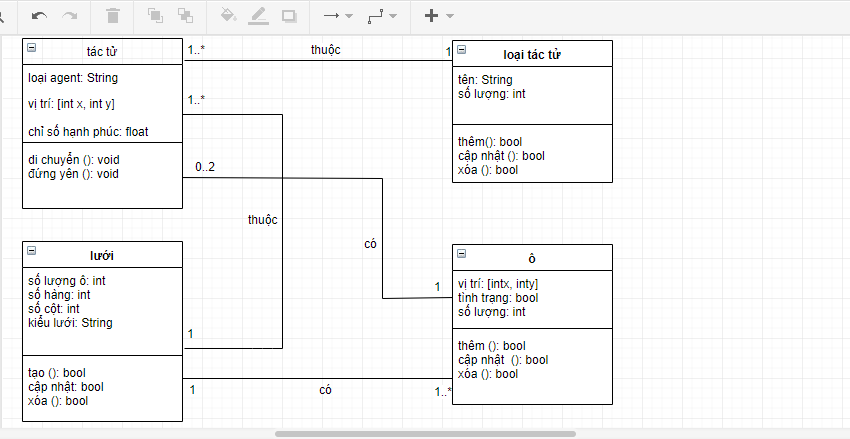 tác tử
loại agent: String
vị trí: [int x, int y]
chỉ số hạnh phúc: float
di chuyển (): void
đứng yên (): void
1..*
thuộc
1
loại tác tử
tên: String
số lượng: int
thêm(): bool
cập nhật (): bool
xóa (): bool
1..*
0..2
thuộc
có
1
1
lưới
số lượng ô: int
số hàng: int
số cột: int
kiểu lưới: String
tạo (): bool
cập nhật: bool
xóa (): bool
1
có
1..*
ô
vị trí: [intx, inty]
tình trạng: bool
số lượng: int
thêm (): bool
cập nhật (): bool
xóa (): bool